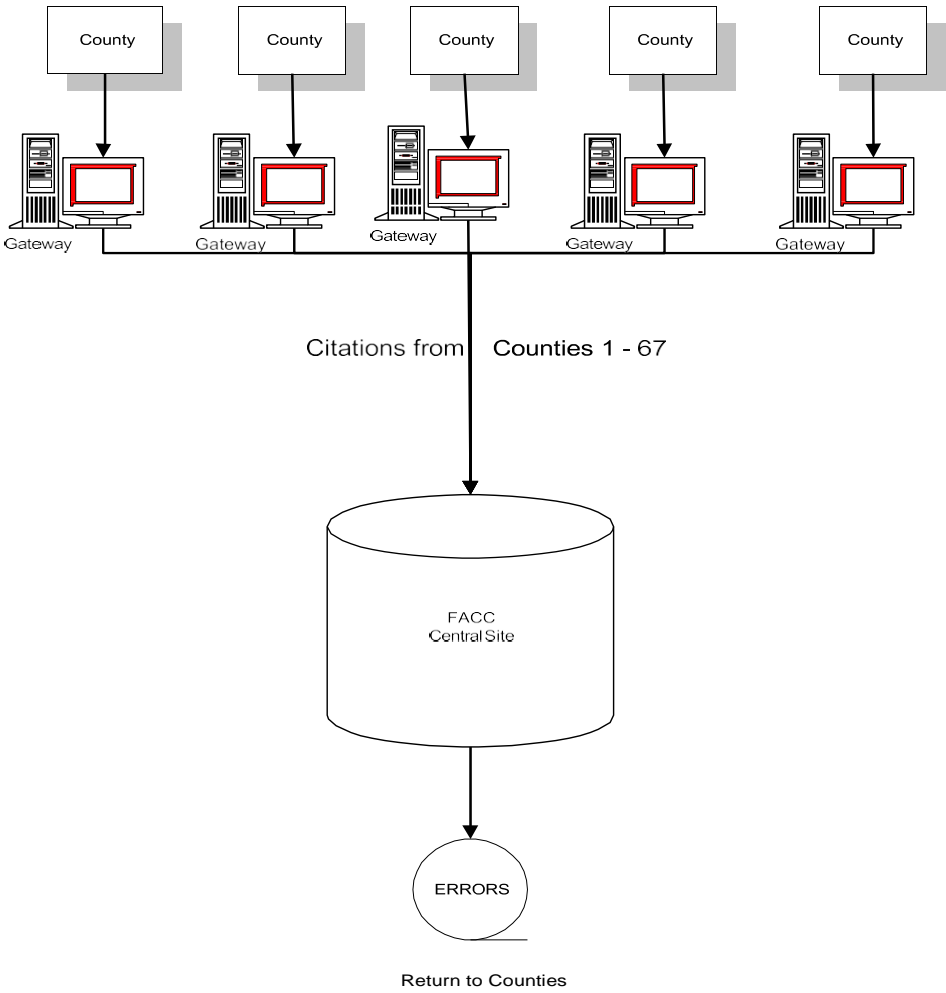 County County County County County
Gateway Gateway Gateway Gateway Gateway
Citations from Counties 1 - 67
FACC
Central Site
ERRORS
Return to Counties